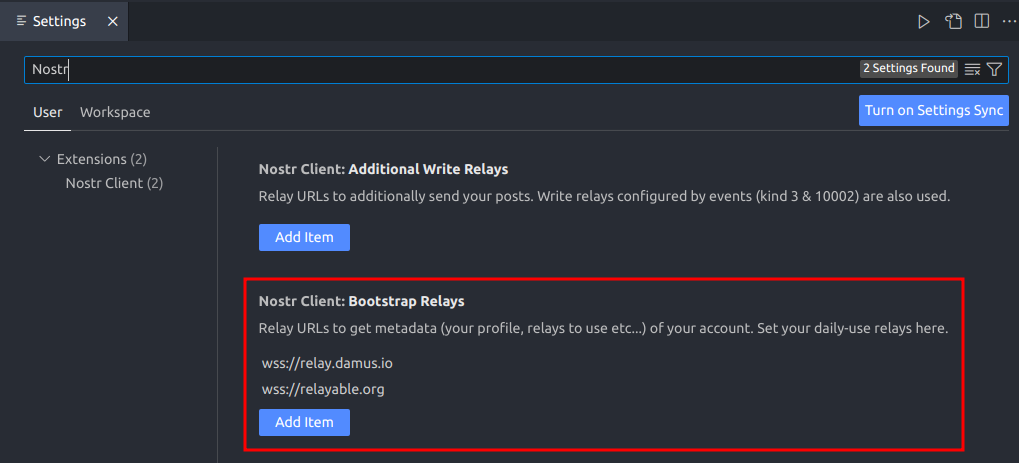 Settings
Nostr
2 Settings Found
User Workspace
Turn on Settings Sync
Extensions (2)
Nostr Client (2)
Nostr Client: Additional Write Relays
Relay URLs to additionally send your posts. Write relays configured by events (kind 3 & 10002) are also used.
Add Item
Nostr Client: Bootstrap Relays
Relay URLs to get metadata (your profile, relays to use etc...) of your account. Set your daily-use relays here.
wss://relay.damus.io
wss://relayable.org
Add Item